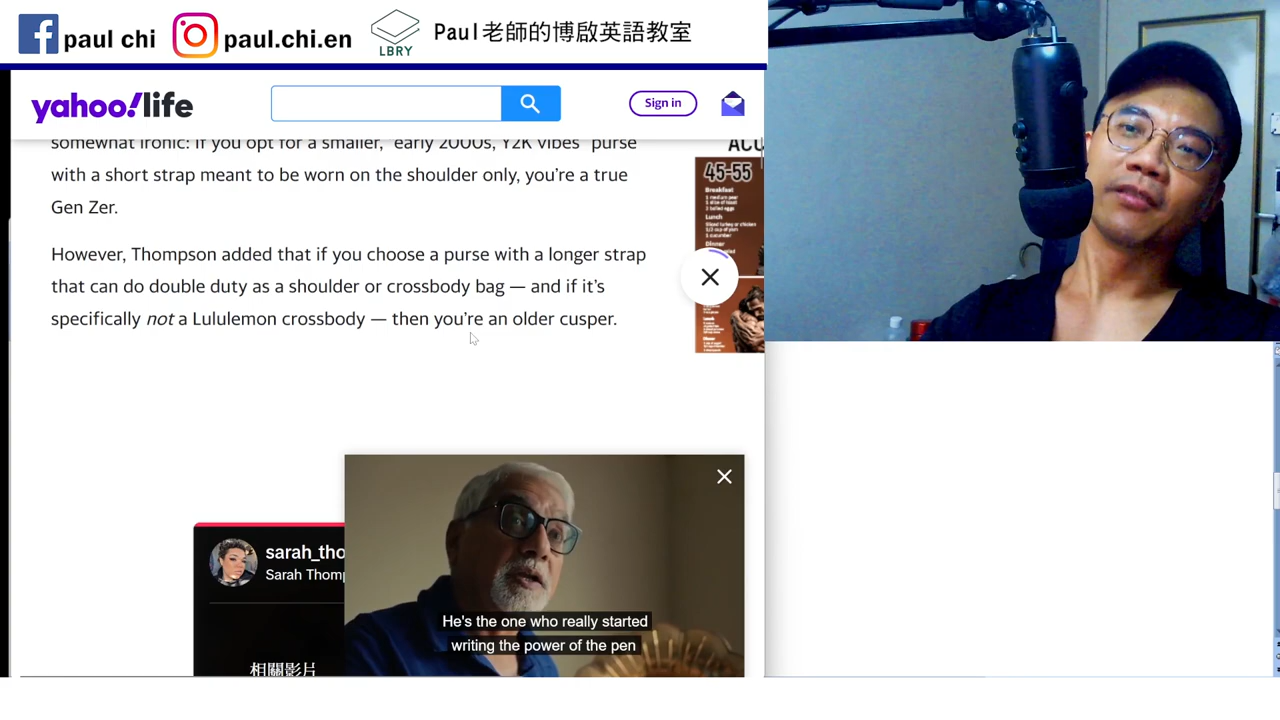 paul chi
paul.chi.en
LBRY
Paul老師的博啟英語教室
yahoo!life
Sign in
somewhat ironic: If you opt for a smaller, "early 2000s, Y2K vibes" purse
with a short strap meant to be worn on the shoulder only, you're a true
Gen Zer.
However, Thompson added that if you choose a purse with a longer strap
that can do double duty as a shoulder or crossbody bag — and if it's
specifically not a Lululemon crossbody — then you're an older cusper.
45-55
Breakfast
Lunch
Dinner
sarah_tho
Sarah Thomp
相關影片
He's the one who really started
writing the power of the pen